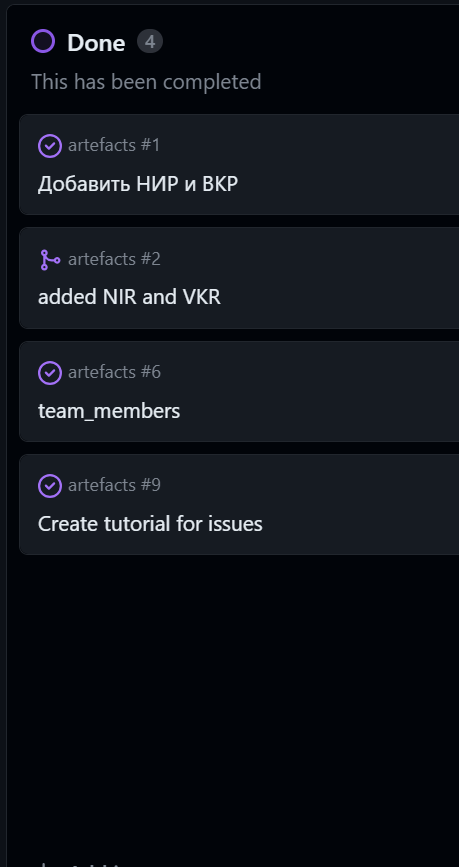 Done 4
This has been completed
artefacts #1
Добавить НИР и ВКР
artefacts #2
added NIR and VKR
artefacts #6
team_members
artefacts #9
Create tutorial for issues